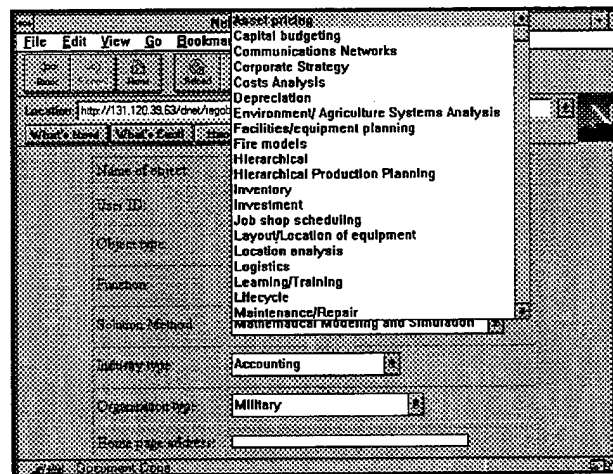 Net
Asset pricing
File Edit View Go Bookma
Capital budgeting
Communications Networks
Corporate Strategy
Costs Analysis
Depreciation
Location: http://131.120.39.63/dnet/regob
Environment/ Agriculture Systems Analysis
Facilities/equipment planning
What's New! What's Cool!
Fire models
Hierarchical
Name of object:
Hierarchical Production Planning
Inventory
User ID:
Investment
Job shop scheduling
Object type:
Layout/Location of equipment
Location analysis
Logistics
Function:
Learning/Training
Lifecycle
Maintenance/Repair
Solution Method: Mathematical Modeling and Simulation
Industry type: Accounting
Organization type: Military
Home page address:
Document Done